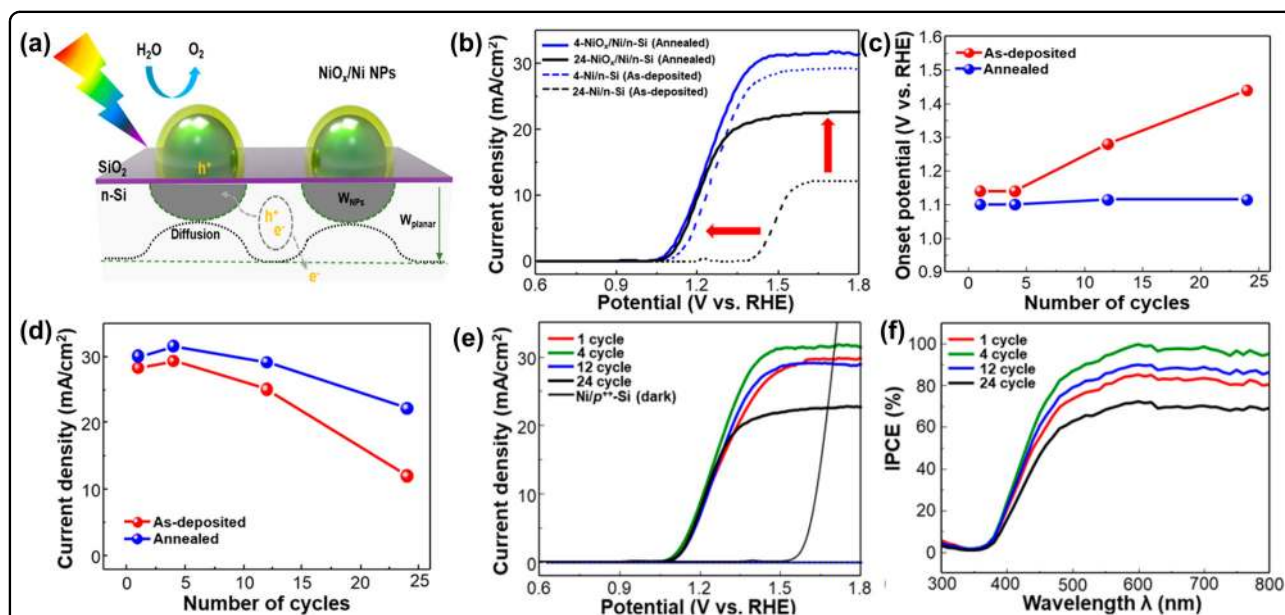 (a)
H2O O2
NiOx/Ni NPs
SiO2
h+
n-Si
WNPs
Wplanar
h+
e-
Diffusion
e-
(b)
Current density (mA/cm2)
30
20
10
0
4-NiOx/Ni/n-Si (Annealed)
24-NiOx/Ni/n-Si (Annealed)
4-Ni/n-Si (As-deposited)
24-Ni/n-Si (As-deposited)
0.6 0.9 1.2 1.5 1.8
Potential (V vs. RHE)
(c)
Onset potential (V vs. RHE)
1.6
1.5
1.4
1.3
1.2
1.1
1.0
0.9
As-deposited
Annealed
0 5 10 15 20 25
Number of cycles
(d)
Current density (mA/cm2)
30
20
10
0
As-deposited
Annealed
0 5 10 15 20 25
Number of cycles
(e)
Current density (mA/cm2)
30
20
10
0
1 cycle
4 cycle
12 cycle
24 cycle
Ni/p++-Si (dark)
0.6 0.9 1.2 1.5 1.8
Potential (V vs. RHE)
(f)
IPCE (%)
100
80
60
40
20
0
1 cycle
4 cycle
12 cycle
24 cycle
300 400 500 600 700 800
Wavelength λ (nm)